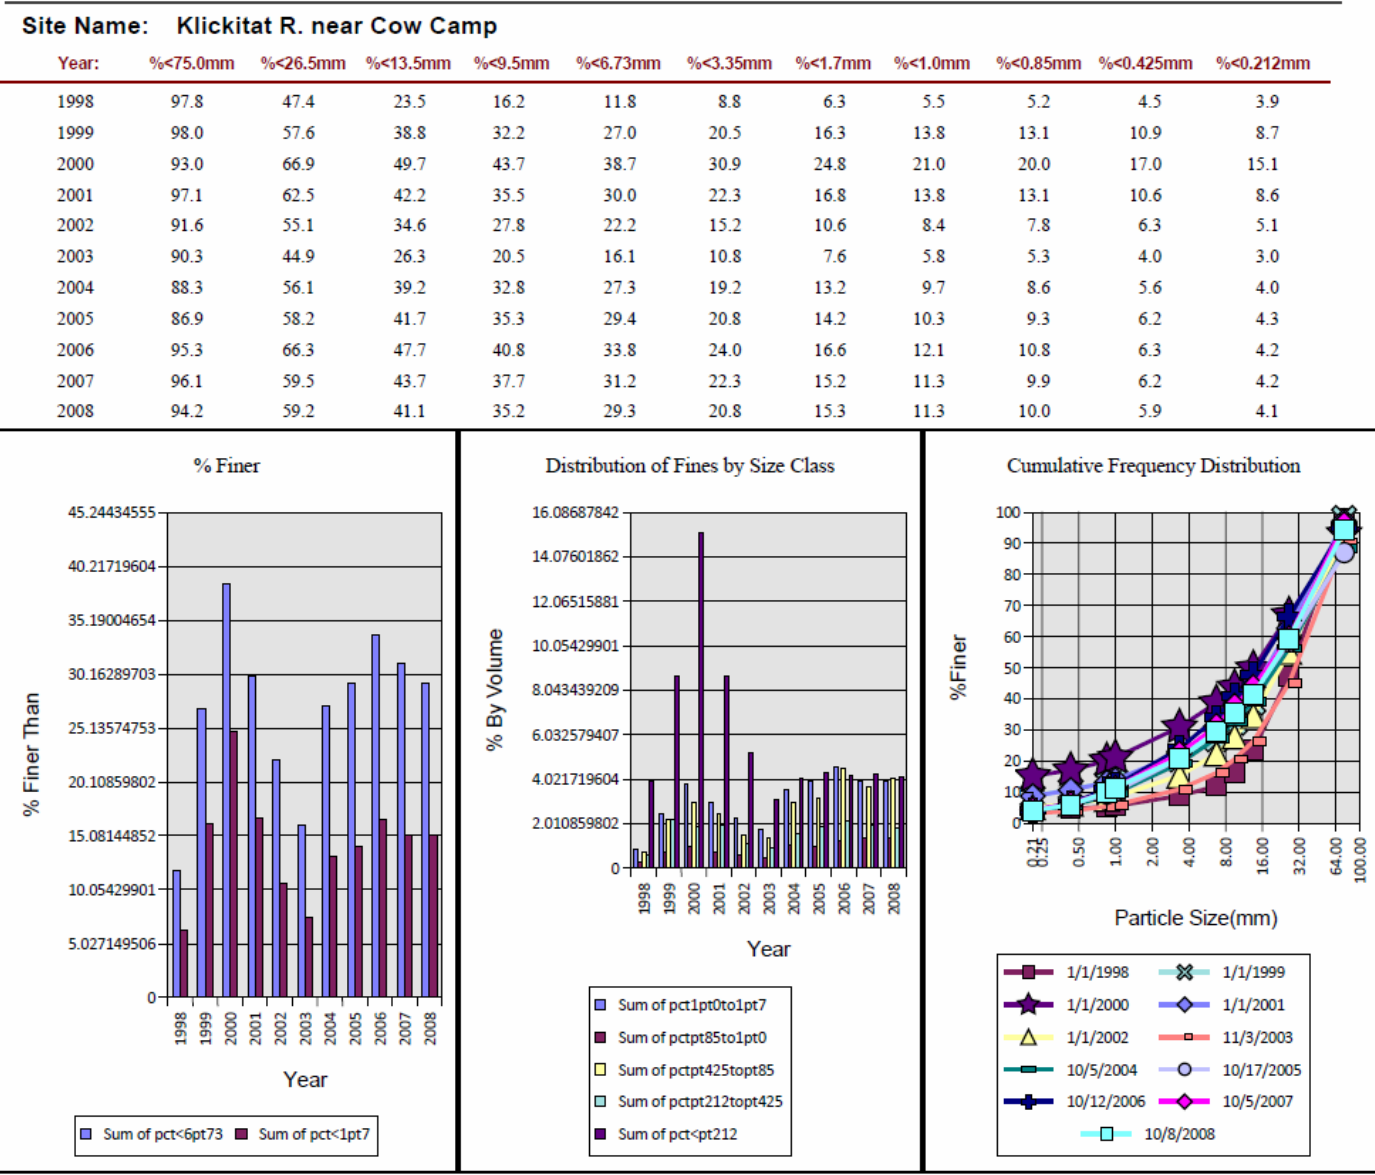 Site Name: Klickitat R. near Cow Camp
Year: %<75.0mm %<26.5mm %<13.5mm %<9.5mm %<6.73mm %<3.35mm %<1.7mm %<1.0mm %<0.85mm %<0.425mm %<0.212mm
1998 97.8 47.4 23.5 16.2 11.8 8.8 6.3 5.5 5.2 4.5 3.9
1999 98.0 57.6 38.8 32.2 27.0 20.5 16.3 13.8 13.1 10.9 8.7
2000 93.0 66.9 49.7 43.7 38.7 30.9 24.8 21.0 20.0 17.0 15.1
2001 97.1 62.5 42.2 35.5 30.0 22.3 16.8 13.8 13.1 10.6 8.6
2002 91.6 55.1 34.6 27.8 22.2 15.2 10.6 8.4 7.8 6.3 5.1
2003 90.3 44.9 26.3 20.5 16.1 10.8 7.6 5.8 5.3 4.0 3.0
2004 88.3 56.1 39.2 32.8 27.3 19.2 13.2 9.7 8.6 5.6 4.0
2005 86.9 58.2 41.7 35.3 29.4 20.8 14.2 10.3 9.3 6.2 4.3
2006 95.3 66.3 47.7 40.8 33.8 24.0 16.6 12.1 10.8 6.3 4.2
2007 96.1 59.5 43.7 37.7 31.2 22.3 15.2 11.3 9.9 6.2 4.2
2008 94.2 59.2 41.1 35.2 29.3 20.8 15.3 11.3 10.0 5.9 4.1
% Finer
45.24434555
40.21719604
35.19004654
30.16289703
25.13574753
20.10859802
15.08144852
10.05429901
5.027149506
0
% Finer Than
1998 1999 2000 2001 2002 2003 2004 2005 2006 2007 2008
Year
Sum of pct<6pt73 Sum of pct<1pt7
Distribution of Fines by Size Class
16.08687842
14.07601862
12.06515881
10.05429901
8.043439209
6.032579407
4.021719604
2.010859802
0
% By Volume
1998 1999 2000 2001 2002 2003 2004 2005 2006 2007 2008
Year
Sum of pct1pt0to1pt7
Sum of pctpt85to1pt0
Sum of pctpt425topt85
Sum of pctpt212topt425
Sum of pct<pt212
Cumulative Frequency Distribution
100
90
80
70
60
50
40
30
20
10
0
%Finer
0.21 0.25 0.50 1.00 2.00 4.00 8.00 16.00 32.00 64.00 100.00
Particle Size(mm)
1/1/1998 1/1/1999
1/1/2000 1/1/2001
1/1/2002 11/3/2003
10/5/2004 10/17/2005
10/12/2006 10/5/2007
10/8/2008